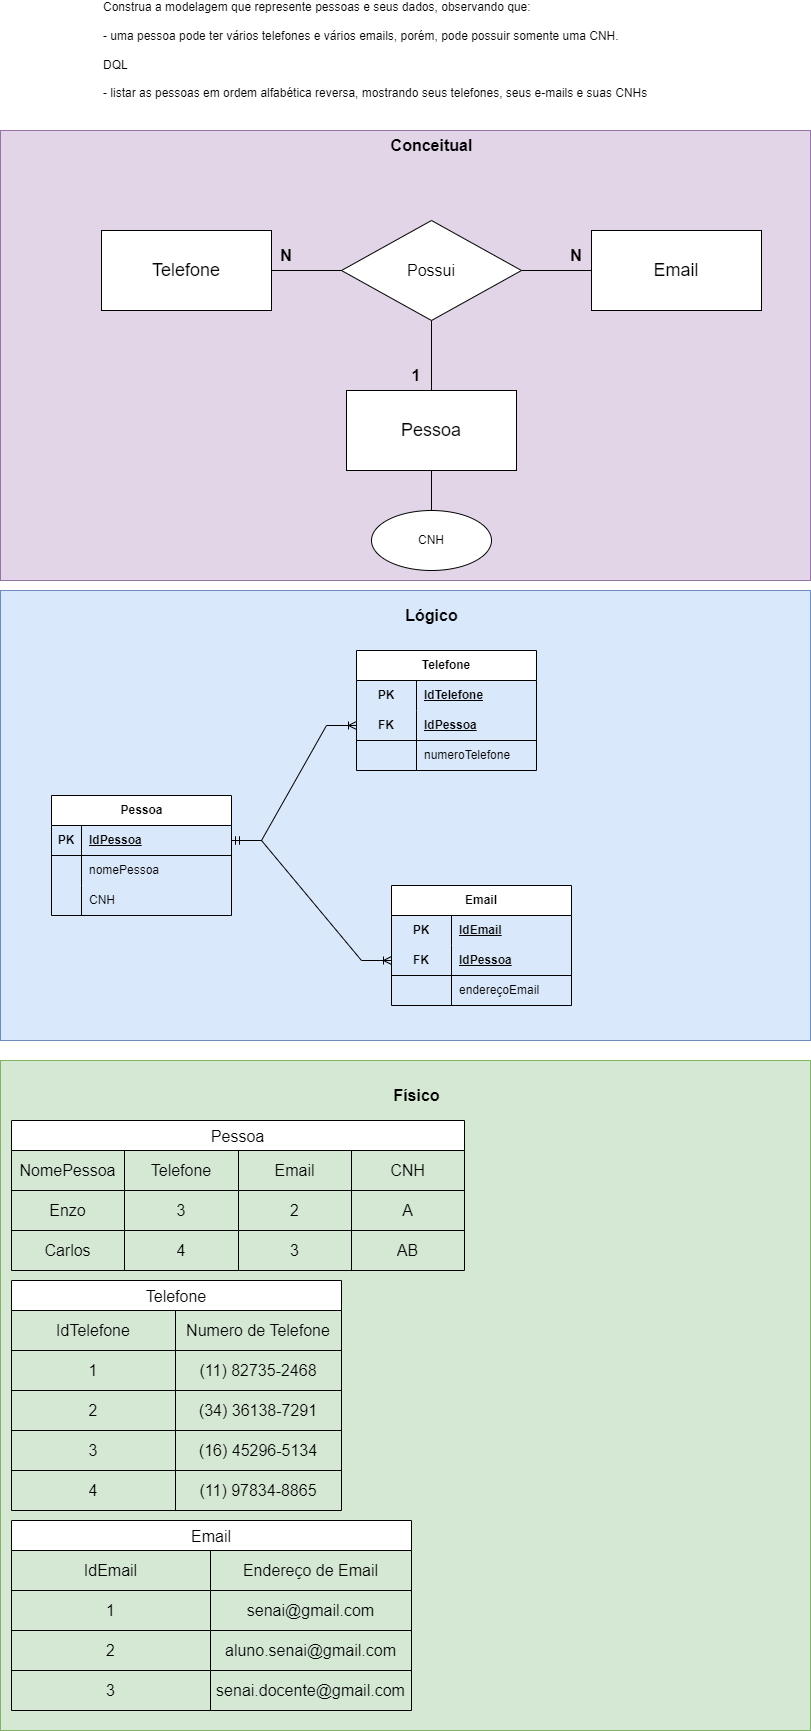 Construa a modelagem que represente pessoas e seus dados, observando que:
- uma pessoa pode ter vários telefones e vários emails, porém, pode possuir somente uma CNH.
DQL
- listar as pessoas em ordem alfabética reversa, mostrando seus telefones, seus e-mails e suas CNHs
Conceitual
Telefone
N
Possui
N
Email
1
Pessoa
CNH
Lógico
Telefone
PK IdTelefone
FK IdPessoa
numeroTelefone
Pessoa
PK IdPessoa
nomePessoa
CNH
Email
PK IdEmail
FK IdPessoa
endereçoEmail
Físico
Pessoa
NomePessoa Telefone Email CNH
Enzo 3 2 A
Carlos 4 3 AB
Telefone
IdTelefone Numero de Telefone
1 (11) 82735-2468
2 (34) 36138-7291
3 (16) 45296-5134
4 (11) 97834-8865
Email
IdEmail Endereço de Email
1 senai@gmail.com
2 aluno.senai@gmail.com
3 senai.docente@gmail.com